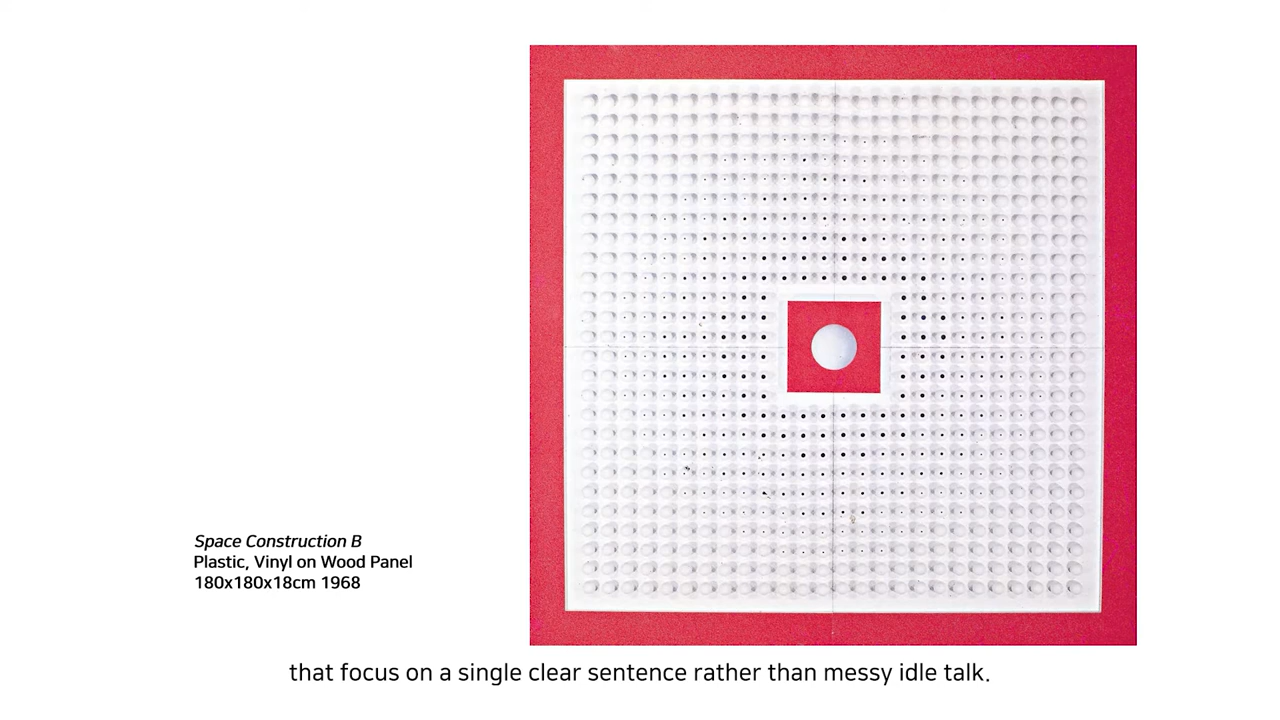 Space Construction B
Plastic, Vinyl on Wood Panel
180x180x18cm 1968
that focus on a single clear sentence rather than messy idle talk.